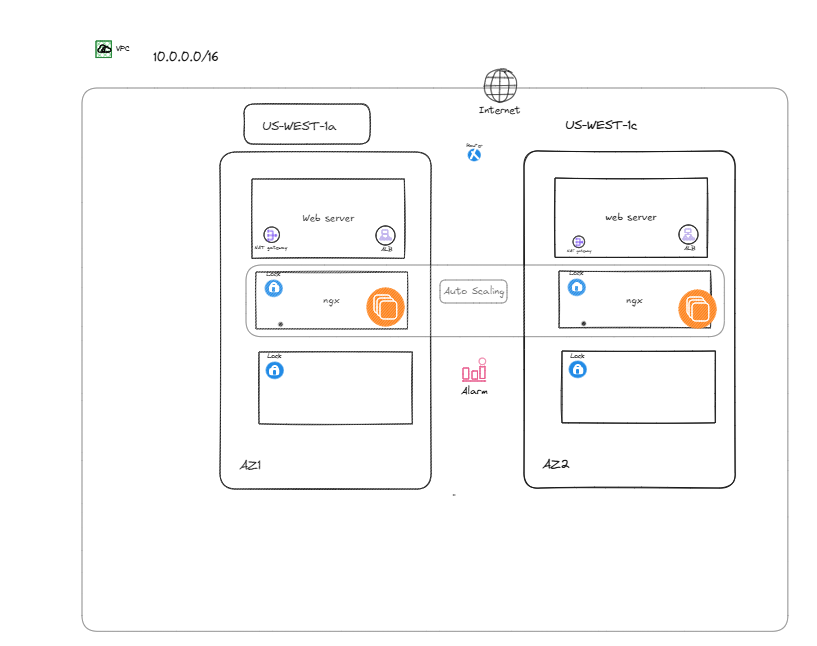 VPC
10.0.0.0/16
Internet
US-WEST-1a
US-WEST-1c
Router
Web server
web server
NAT gateway
ALB
NAT gateway
ALB
Lock
Lock
ngx
Auto Scaling
ngx
Lock
Lock
Alarm
AZ1
AZ2